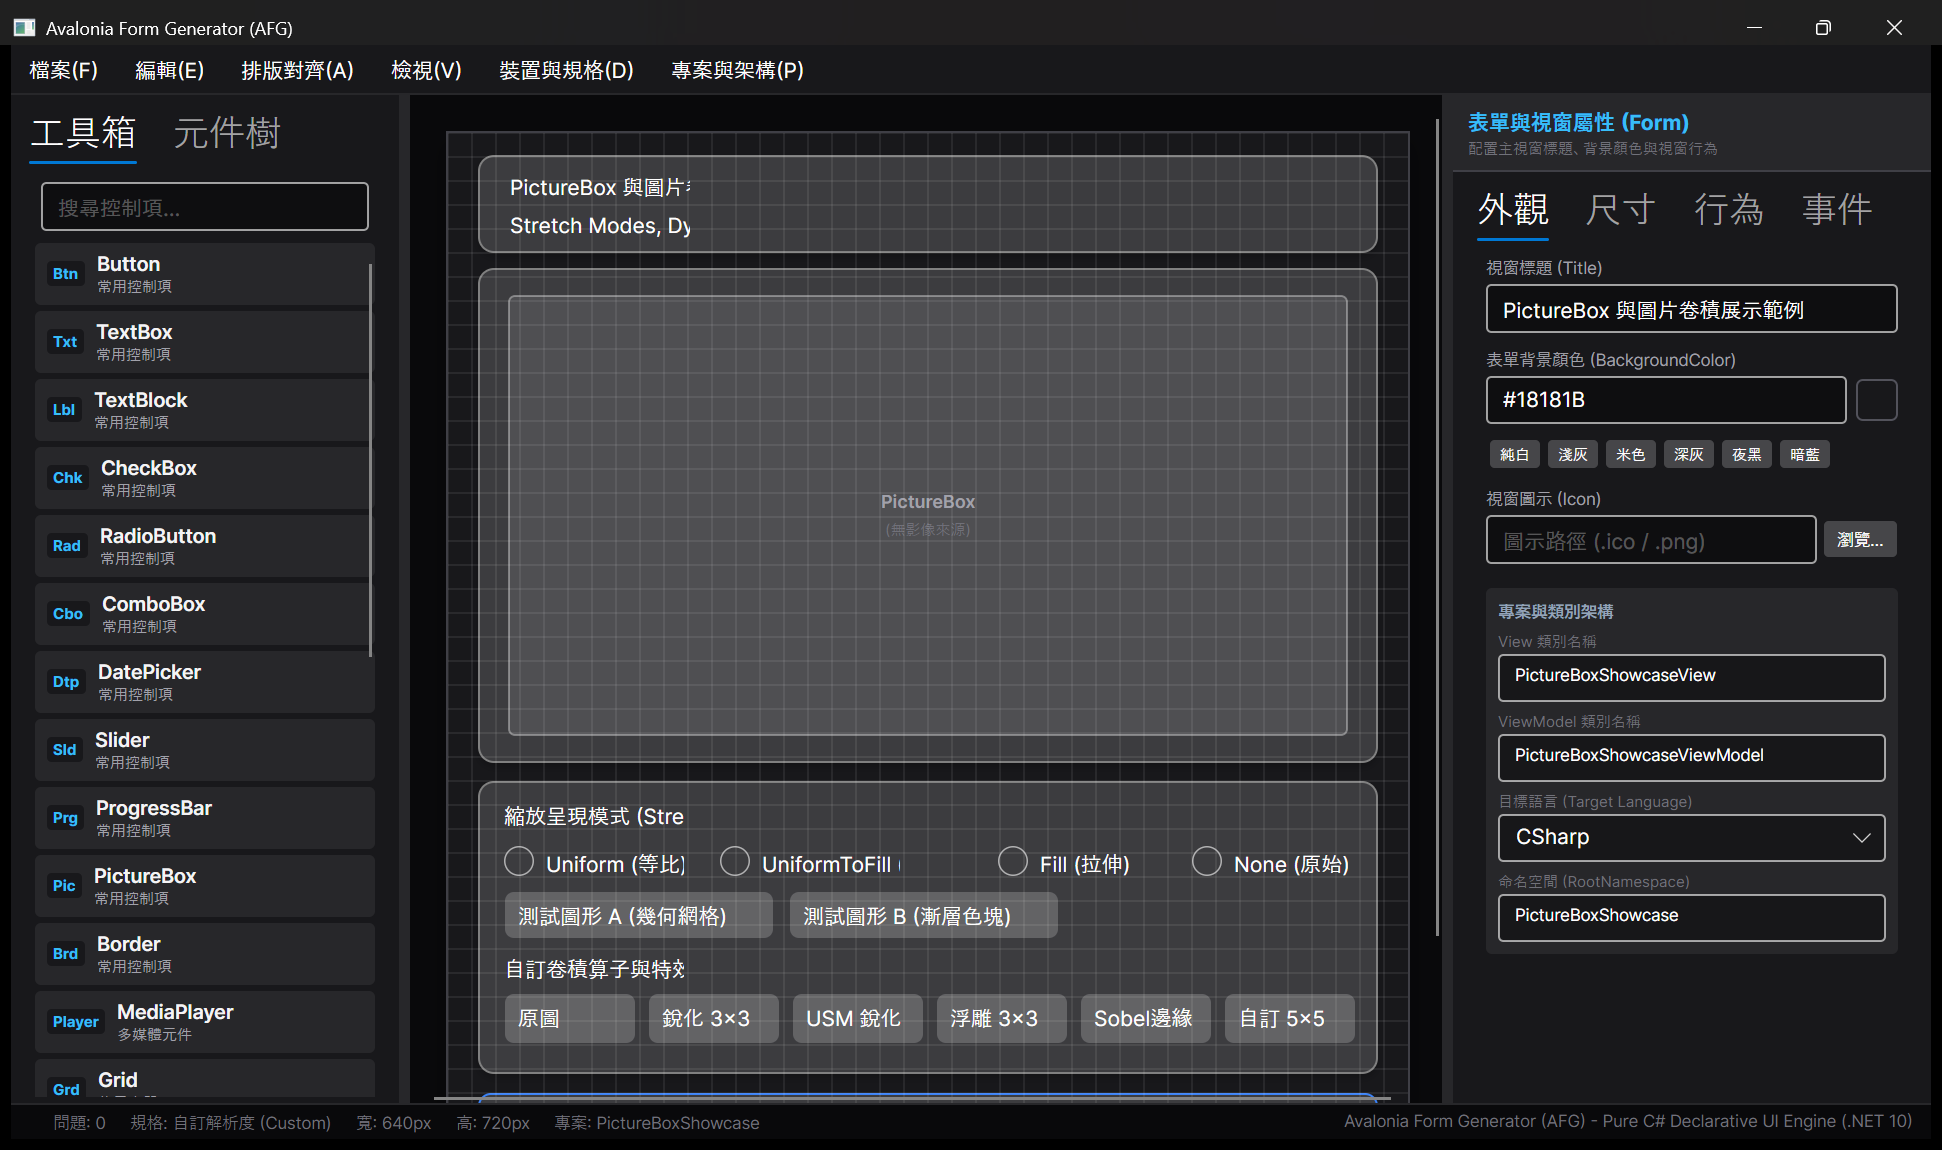 Avalonia Form Generator (AFG)
檔案(F) 編輯(E) 排版對齊(A) 檢視(V) 裝置與規格(D) 專案與架構(P)
工具箱 元件樹
搜尋控制項...
Btn Button
常用控制項
Txt TextBox
常用控制項
Lbl TextBlock
常用控制項
Chk CheckBox
常用控制項
Rad RadioButton
常用控制項
Cbo ComboBox
常用控制項
Dtp DatePicker
常用控制項
Sld Slider
常用控制項
Prg ProgressBar
常用控制項
Pic PictureBox
常用控制項
Brd Border
常用控制項
Player MediaPlayer
多媒體元件
Grd Grid
PictureBox 與圖片
Stretch Modes, Dy
PictureBox
(無影像來源)
縮放呈現模式 (Stre
Uniform (等比) UniformToFill ( Fill (拉伸) None (原始)
測試圖形 A (幾何網格) 測試圖形 B (漸層色塊)
自訂卷積算子與特效
原圖 銳化 3×3 USM 銳化 浮雕 3×3 Sobel邊緣 自訂 5×5
表單與視窗屬性 (Form)
配置主視窗標題、背景顏色與視窗行為
外觀 尺寸 行為 事件
視窗標題 (Title)
PictureBox 與圖片卷積展示範例
表單背景顏色 (BackgroundColor)
#18181B
純白 淺灰 米色 深灰 夜黑 暗藍
視窗圖示 (Icon)
圖示路徑 (.ico / .png) 瀏覽...
專案與類別架構
View 類別名稱
PictureBoxShowcaseView
ViewModel 類別名稱
PictureBoxShowcaseViewModel
目標語言 (Target Language)
CSharp
命名空間 (RootNamespace)
PictureBoxShowcase
問題: 0 規格: 自訂解析度 (Custom) 寬: 640px 高: 720px 專案: PictureBoxShowcase
Avalonia Form Generator (AFG) - Pure C# Declarative UI Engine (.NET 10)